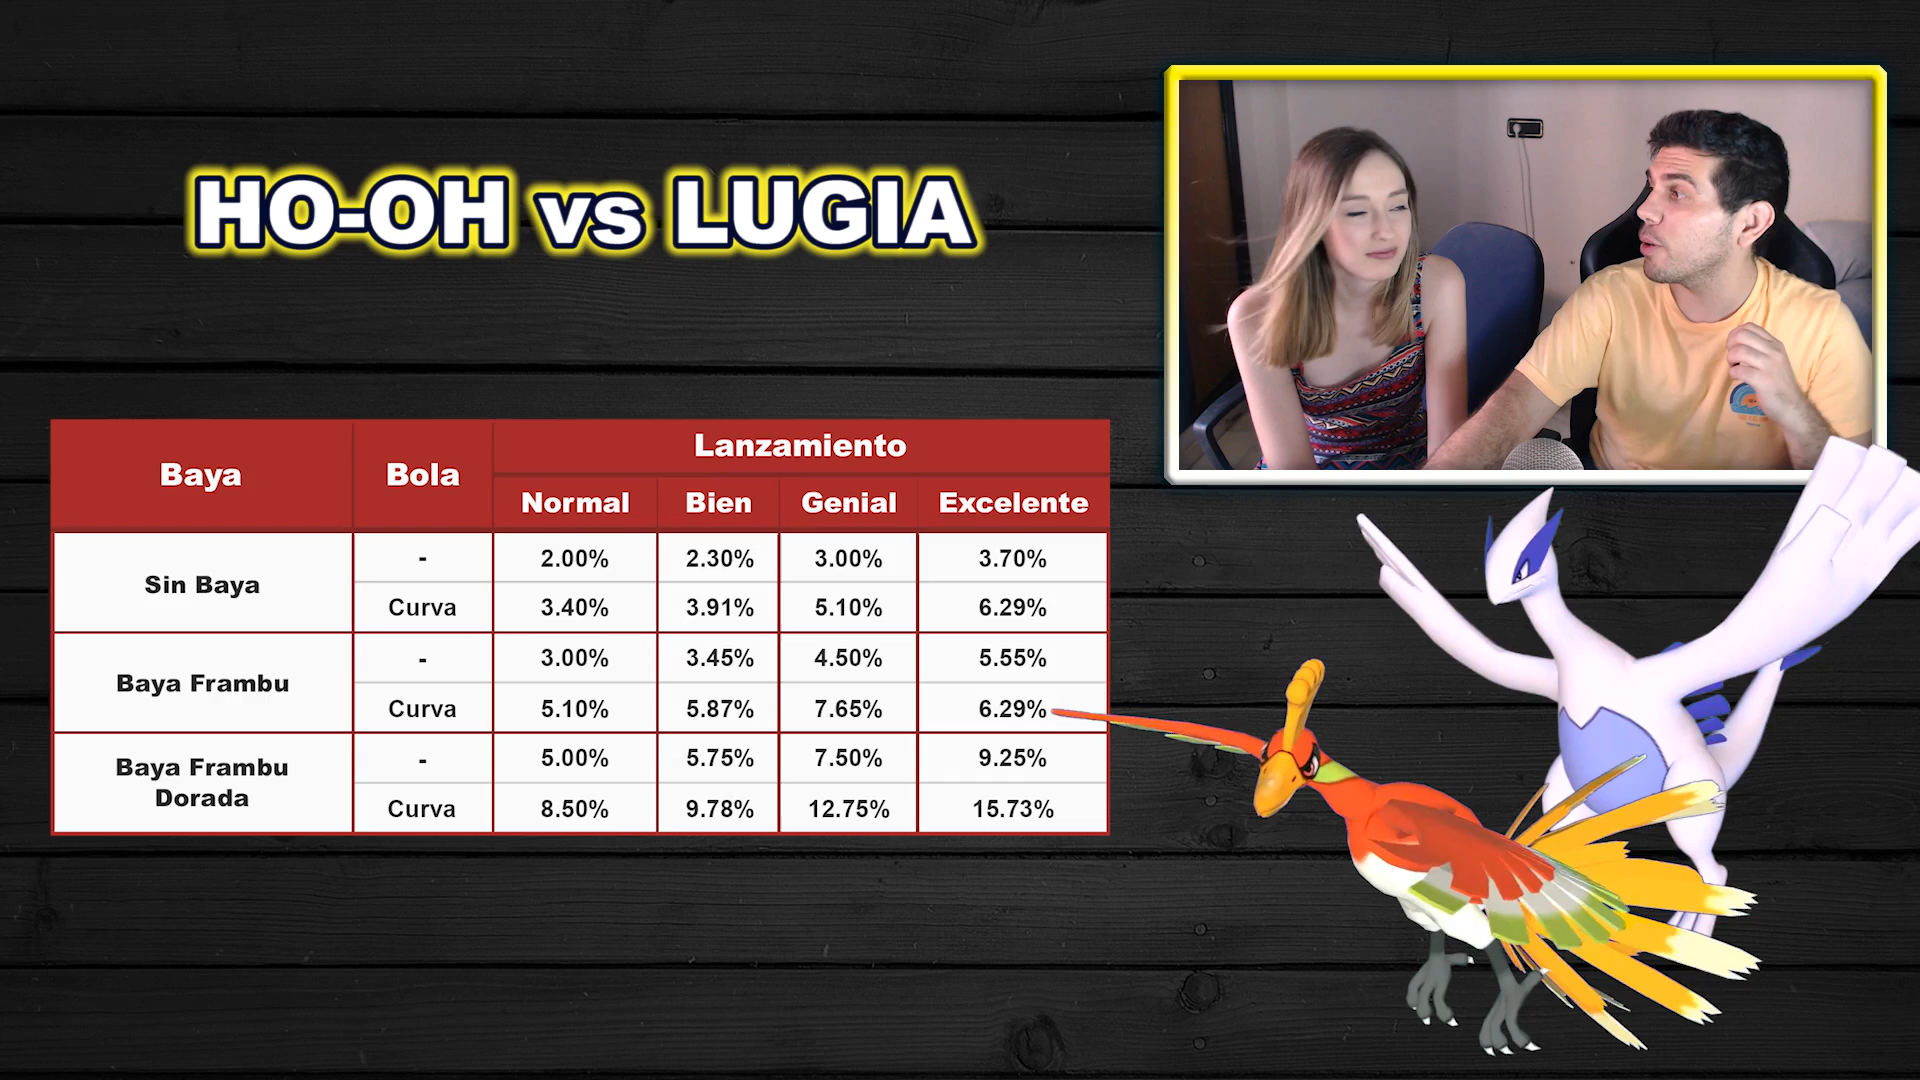 HO-OH vs LUGIA
Baya Bola Lanzamiento
Normal Bien Genial Excelente
Sin Baya - 2.00% 2.30% 3.00% 3.70%
Curva 3.40% 3.91% 5.10% 6.29%
Baya Frambu - 3.00% 3.45% 4.50% 5.55%
Curva 5.10% 5.87% 7.65% 6.29%
Baya Frambu
Dorada - 5.00% 5.75% 7.50% 9.25%
Curva 8.50% 9.78% 12.75% 15.73%